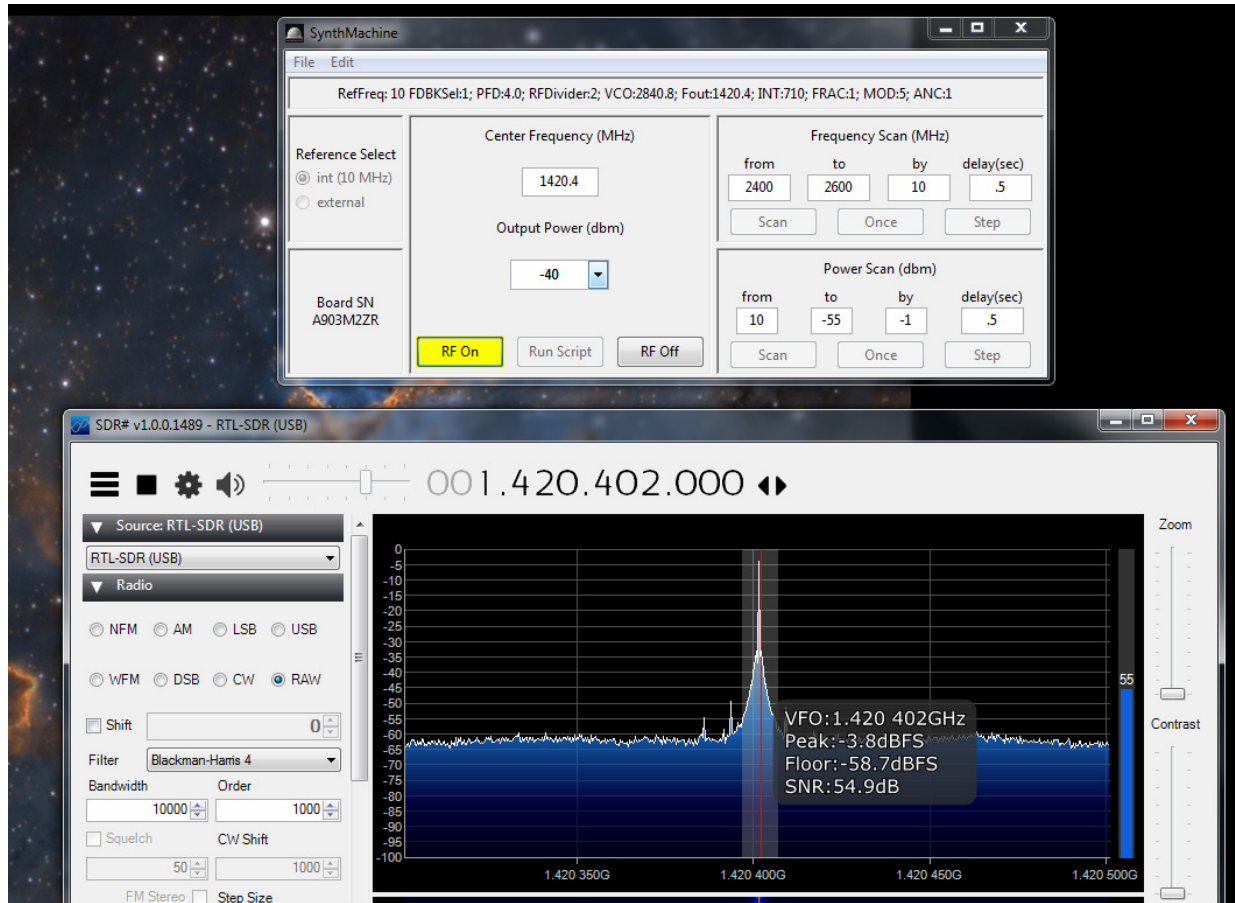 SynthMachine
File Edit
RefFreq: 10 FDBKSel:1; PFD:4.0; RFDivider:2; VCO:2840.8; Fout:1420.4; INT:710; FRAC:1; MOD:5; ANC:1
Reference Select
int (10 MHz)
external
Board SN
A903M2ZR
Center Frequency (MHz)
1420.4
Output Power (dbm)
-40
RF On Run Script RF Off
Frequency Scan (MHz)
from to by delay(sec)
2400 2600 10 .5
Scan Once Step
Power Scan (dbm)
from to by delay(sec)
10 -55 -1 .5
Scan Once Step
SDR# v1.0.0.1489 - RTL-SDR (USB)
001.420.402.000
Source: RTL-SDR (USB)
RTL-SDR (USB)
Radio
NFM AM LSB USB
WFM DSB CW RAW
Shift 0
Filter Blackman-Harris 4
Bandwidth Order
10000 1000
Squelch CW Shift
50 1000
FM Stereo Step Size
0
-5
-10
-15
-20
-25
-30
-35
-40
-45
-50
-55
-60
-65
-70
-75
-80
-85
-90
-95
-100
VFO:1.420 402GHz
Peak:-3.8dBFS
Floor:-58.7dBFS
SNR:54.9dB
1.420 350G 1.420 400G 1.420 450G 1.420 500G
55
Zoom
Contrast